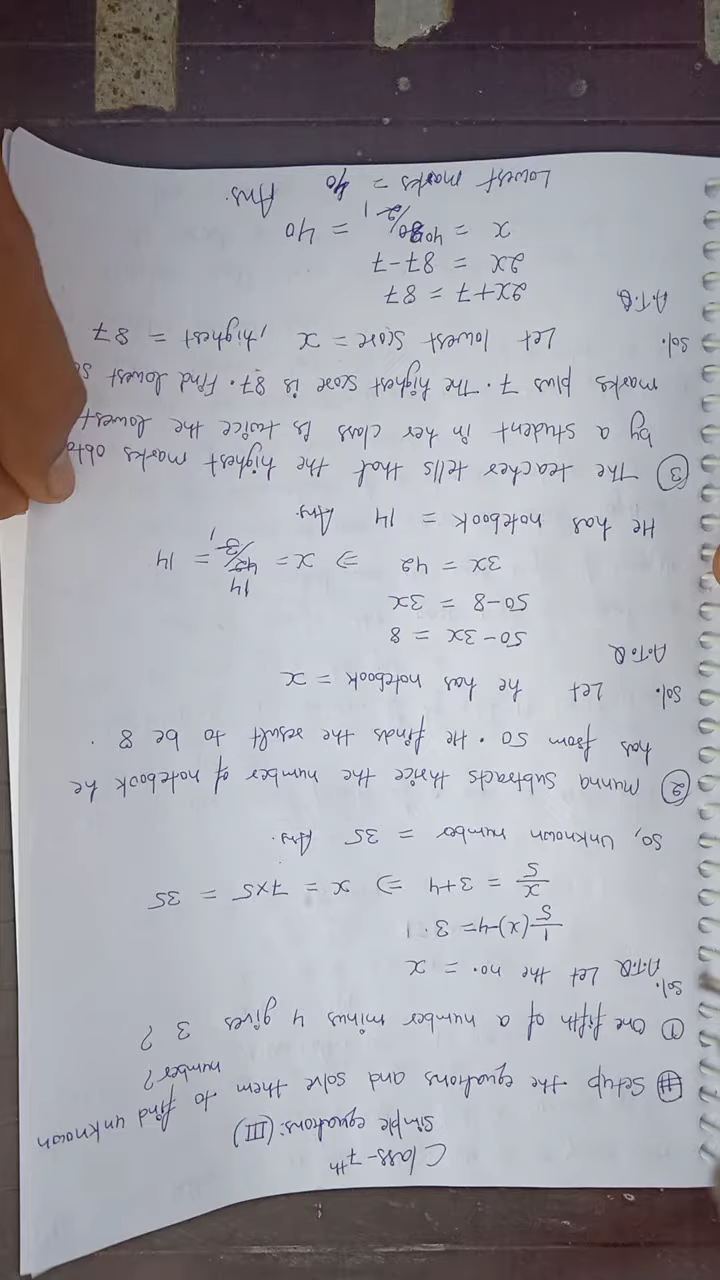 Class-7th
Simple equations: (III)
# Setup the equations and solve them to find unknown
number?
① One fifth of a number minus 4 gives 3 ?
Sol. Let the no. = x
A.T.Q
1/5 (x)-4 = 3
x/5 = 3+4 ⇒ x = 7×5 = 35
So, unknown number = 35 Ans.
② Munna subtracts thrice the number of notebook he
has from 50. He finds the result to be 8.
Sol. Let he has notebook = x
A.T.Q
50-3x = 8
50-8 = 3x
3x = 42 ⇒ x = 42/3 = 14
14
1
He has notebook = 14 Ans.
③ The teacher tells that the highest marks obta
by a student in her class is twice the lowest
marks plus 7. The highest score is 87. Find lowest
Sol. Let lowest score = x, highest = 87
A.T.Q
2x+7 = 87
2x = 87-7
x = 80/2 = 40
40
1
Lowest marks = 40 Ans.